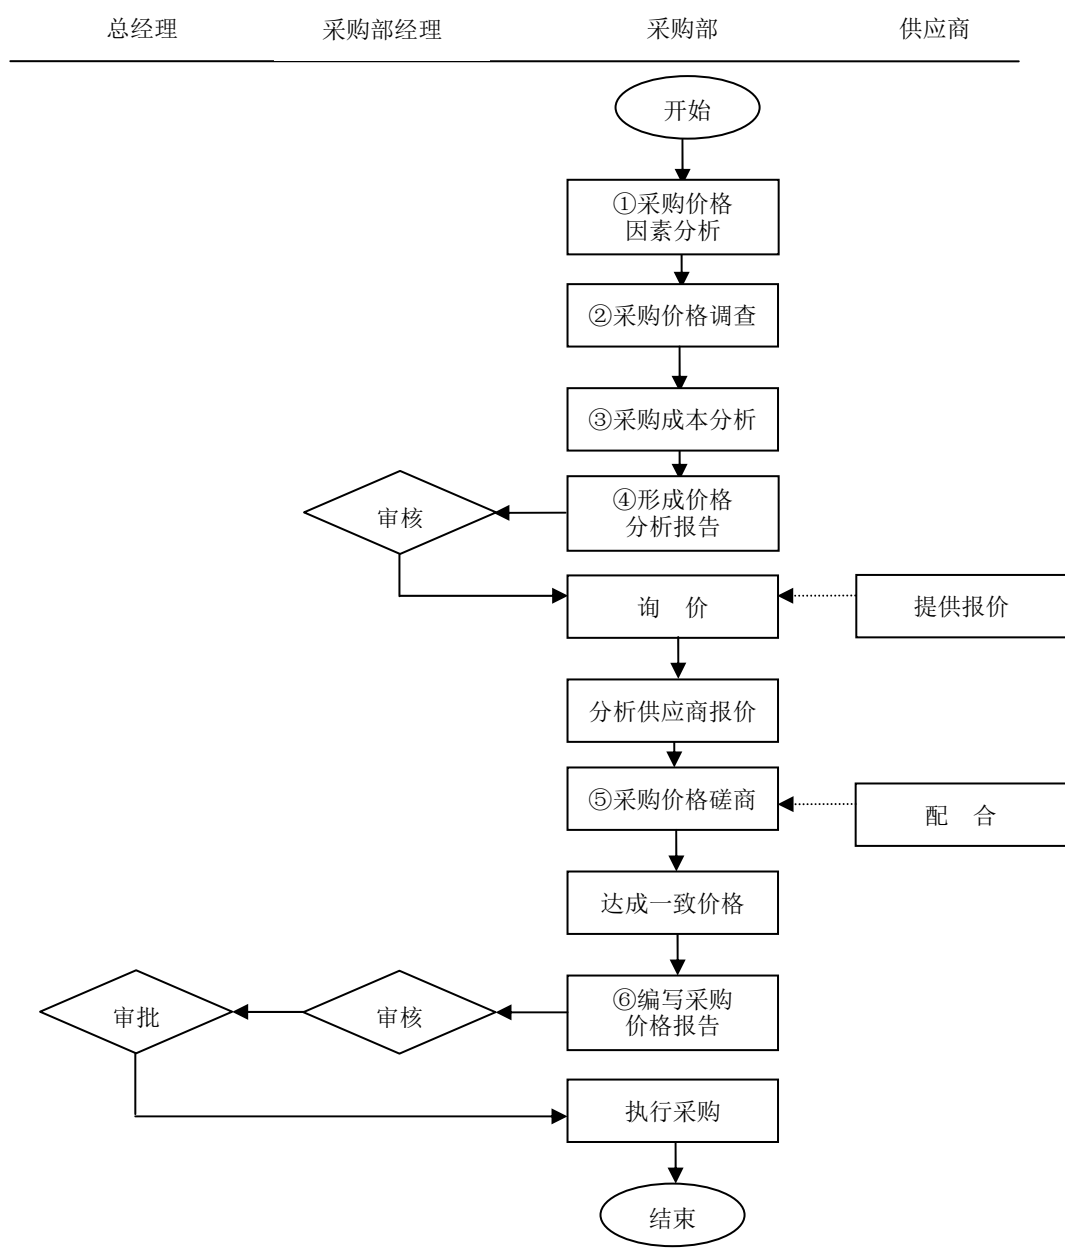 总经理
采购部经理
采购部
供应商
开始
①采购价格
因素分析
②采购价格调查
③采购成本分析
④形成价格
分析报告
审核
询 价
提供报价
分析供应商报价
⑤采购价格磋商
配 合
达成一致价格
⑥编写采购
价格报告
审核
审批
执行采购
结束